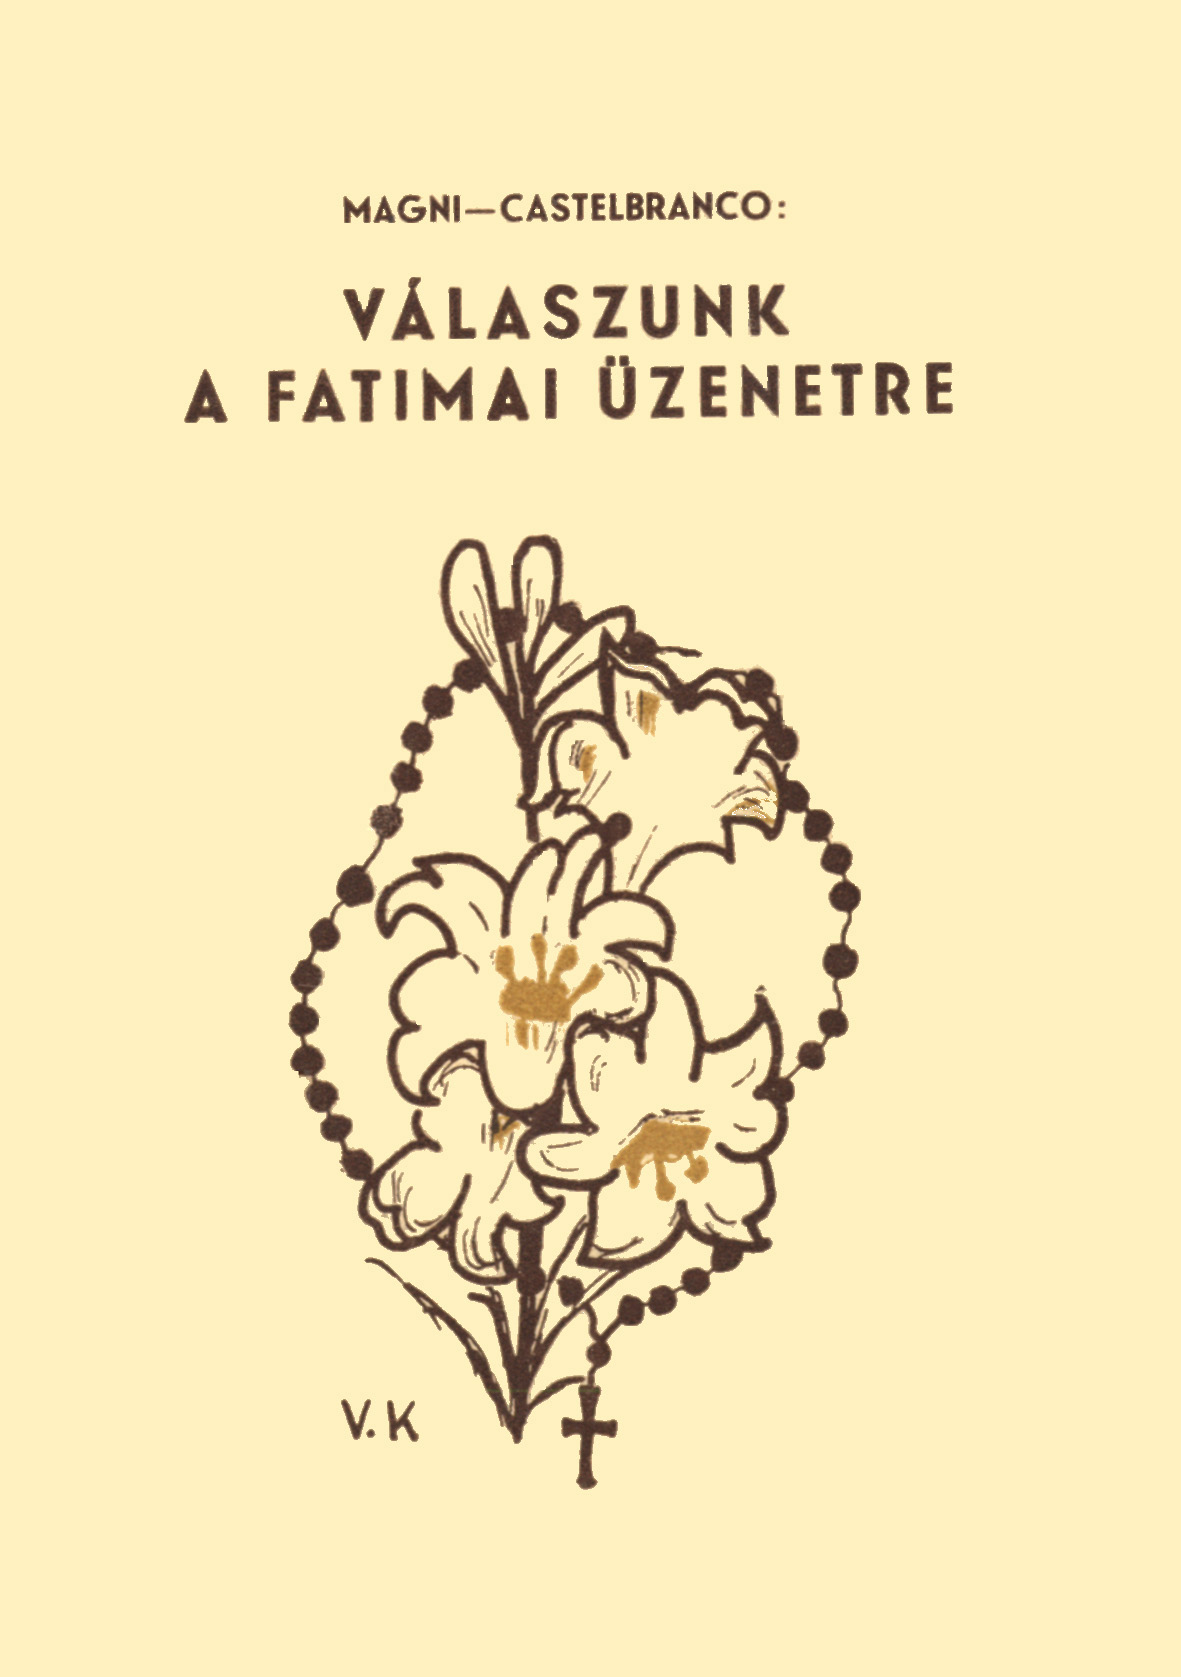 MAGNI—CASTELBRANCO:
VÁLASZUNK
A FATIMAI ÜZENETRE
V. K